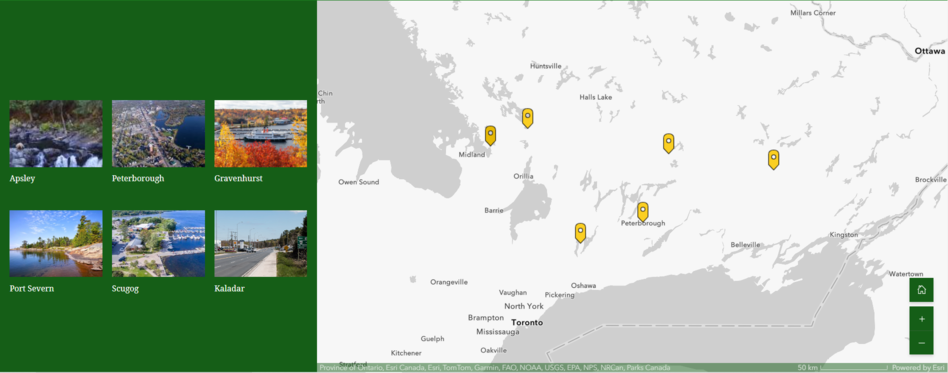 Apsley
Peterborough
Gravenhurst
Port Severn
Scugog
Kaladar
Millars Corner
Ottawa
Huntsville
Chin
rth
Halls Lake
Midland
Orillia
Owen Sound
Brockville
Barrie
Peterborough
Kingston
Belleville
Watertown
Orangeville
Oshawa
Vaughan
Pickering
North York
Brampton
Toronto
Mississauga
Guelph
Oakville
Kitchener
Stratford
Province of Ontario, Esri Canada, Esri, TomTom, Garmin, FAO, NOAA, USGS, EPA, NPS, NRCan, Parks Canada
50 km
Powered by Esri